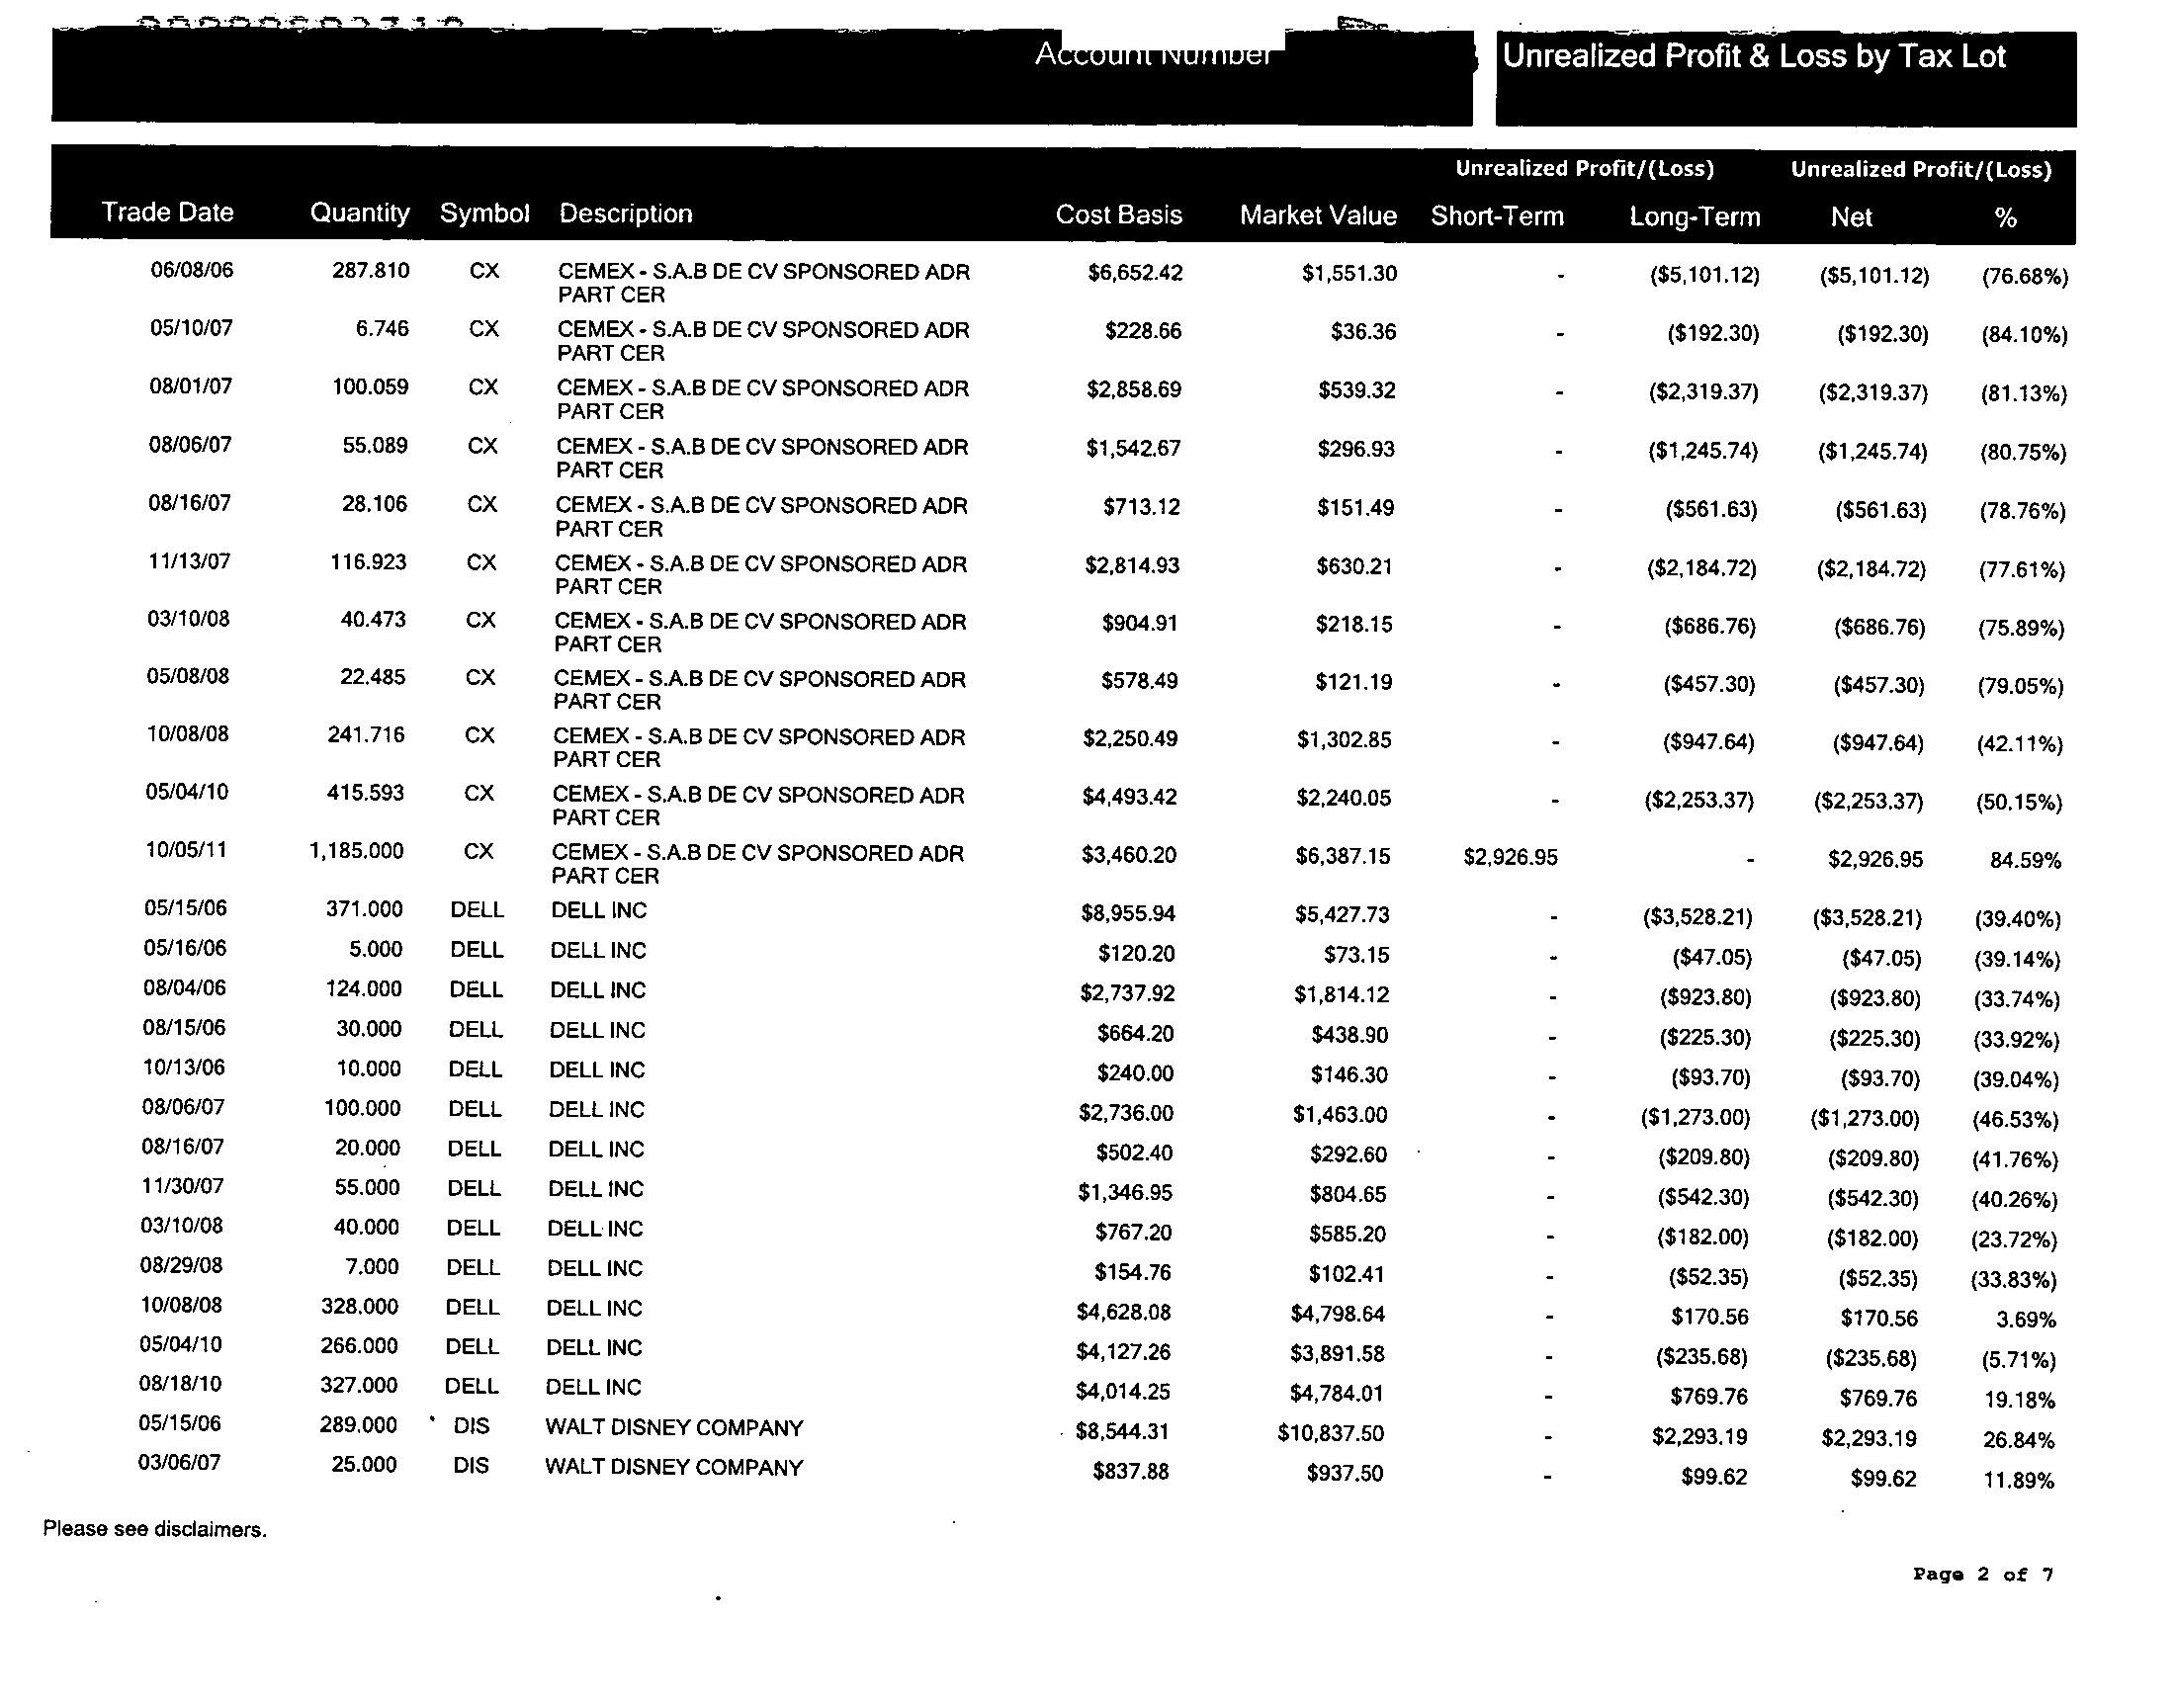 Account Number
Unrealized Profit & Loss by Tax Lot
Unrealized Profit/(Loss) Unrealized Profit/(Loss)
Trade Date Quantity Symbol Description Cost Basis Market Value Short-Term Long-Term Net %
06/08/06 287.810 CX CEMEX - S.A.B DE CV SPONSORED ADR $6,652.42 $1,551.30 - ($5,101.12) ($5,101.12) (76.68%)
PART CER
05/10/07 6.746 CX CEMEX - S.A.B DE CV SPONSORED ADR $228.66 $36.36 - ($192.30) ($192.30) (84.10%)
PART CER
08/01/07 100.059 CX CEMEX - S.A.B DE CV SPONSORED ADR $2,858.69 $539.32 - ($2,319.37) ($2,319.37) (81.13%)
PART CER
08/06/07 55.089 CX CEMEX - S.A.B DE CV SPONSORED ADR $1,542.67 $296.93 - ($1,245.74) ($1,245.74) (80.75%)
PART CER
08/16/07 28.106 CX CEMEX - S.A.B DE CV SPONSORED ADR $713.12 $151.49 - ($561.63) ($561.63) (78.76%)
PART CER
11/13/07 116.923 CX CEMEX - S.A.B DE CV SPONSORED ADR $2,814.93 $630.21 - ($2,184.72) ($2,184.72) (77.61%)
PART CER
03/10/08 40.473 CX CEMEX - S.A.B DE CV SPONSORED ADR $904.91 $218.15 - ($686.76) ($686.76) (75.89%)
PART CER
05/08/08 22.485 CX CEMEX - S.A.B DE CV SPONSORED ADR $578.49 $121.19 - ($457.30) ($457.30) (79.05%)
PART CER
10/08/08 241.716 CX CEMEX - S.A.B DE CV SPONSORED ADR $2,250.49 $1,302.85 - ($947.64) ($947.64) (42.11%)
PART CER
05/04/10 415.593 CX CEMEX - S.A.B DE CV SPONSORED ADR $4,493.42 $2,240.05 - ($2,253.37) ($2,253.37) (50.15%)
PART CER
10/05/11 1,185.000 CX CEMEX - S.A.B DE CV SPONSORED ADR $3,460.20 $6,387.15 $2,926.95 - $2,926.95 84.59%
PART CER
05/15/06 371.000 DELL DELL INC $8,955.94 $5,427.73 - ($3,528.21) ($3,528.21) (39.40%)
05/16/06 5.000 DELL DELL INC $120.20 $73.15 - ($47.05) ($47.05) (39.14%)
08/04/06 124.000 DELL DELL INC $2,737.92 $1,814.12 - ($923.80) ($923.80) (33.74%)
08/15/06 30.000 DELL DELL INC $664.20 $438.90 - ($225.30) ($225.30) (33.92%)
10/13/06 10.000 DELL DELL INC $240.00 $146.30 - ($93.70) ($93.70) (39.04%)
08/06/07 100.000 DELL DELL INC $2,736.00 $1,463.00 - ($1,273.00) ($1,273.00) (46.53%)
08/16/07 20.000 DELL DELL INC $502.40 $292.60 - ($209.80) ($209.80) (41.76%)
11/30/07 55.000 DELL DELL INC $1,346.95 $804.65 - ($542.30) ($542.30) (40.26%)
03/10/08 40.000 DELL DELL INC $767.20 $585.20 - ($182.00) ($182.00) (23.72%)
08/29/08 7.000 DELL DELL INC $154.76 $102.41 - ($52.35) ($52.35) (33.83%)
10/08/08 328.000 DELL DELL INC $4,628.08 $4,798.64 - $170.56 $170.56 3.69%
05/04/10 266.000 DELL DELL INC $4,127.26 $3,891.58 - ($235.68) ($235.68) (5.71%)
08/18/10 327.000 DELL DELL INC $4,014.25 $4,784.01 - $769.76 $769.76 19.18%
05/15/06 289.000 DIS WALT DISNEY COMPANY $8,544.31 $10,837.50 - $2,293.19 $2,293.19 26.84%
03/06/07 25.000 DIS WALT DISNEY COMPANY $837.88 $937.50 - $99.62 $99.62 11.89%
Please see disclaimers.
Page 2 of 7